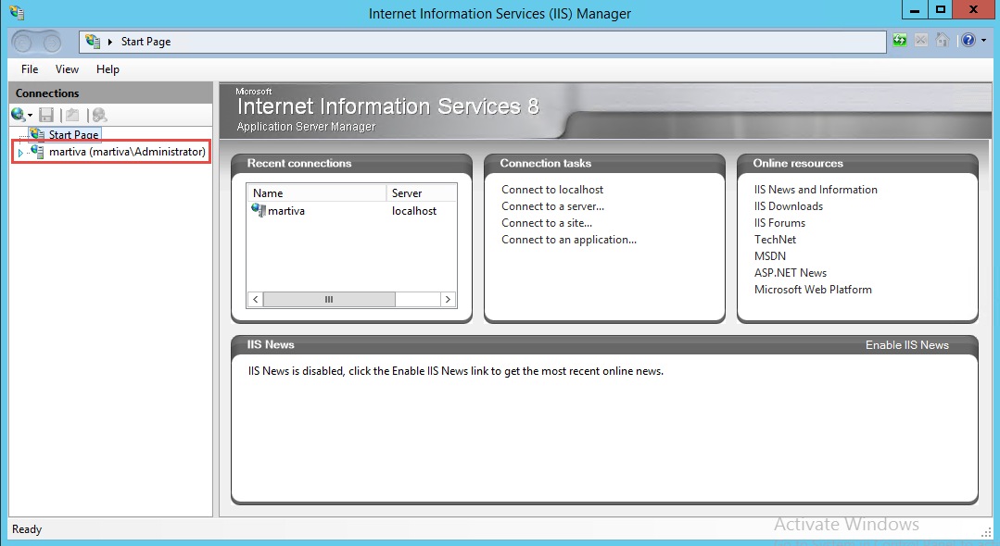 Internet Information Services (IIS) Manager
Start Page
File View Help
Connections
Start Page
martiva (martiva\Administrator)
Microsoft
Internet Information Services 8
Application Server Manager
Recent connections
Name Server
martiva localhost
Connection tasks
Connect to localhost
Connect to a server...
Connect to a site...
Connect to an application...
Online resources
IIS News and Information
IIS Downloads
IIS Forums
TechNet
MSDN
ASP.NET News
Microsoft Web Platform
IIS News Enable IIS News
IIS News is disabled, click the Enable IIS News link to get the most recent online news.
Ready
Activate Windows